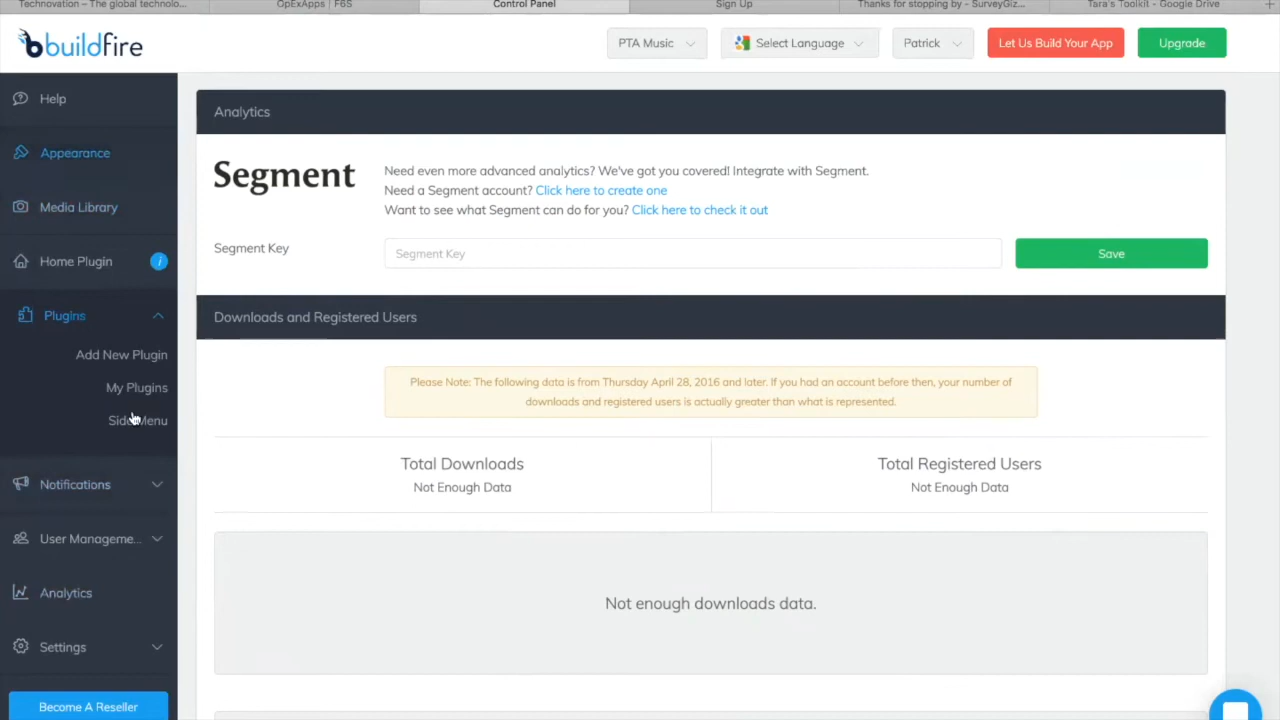 Technovation – The global technolo...
OpExApps | F6S
Control Panel
Sign Up
Thanks for stopping by - SurveyGiz...
Tara's Toolkit - Google Drive
buildfire
PTA Music
Select Language
Patrick
Let Us Build Your App
Upgrade
Help
Appearance
Media Library
Home Plugin
Plugins
Add New Plugin
My Plugins
Side Menu
Notifications
User Manageme...
Analytics
Settings
Become A Reseller
Analytics
Segment
Need even more advanced analytics? We've got you covered! Integrate with Segment.
Need a Segment account? Click here to create one
Want to see what Segment can do for you? Click here to check it out
Segment Key
Segment Key
Save
Downloads and Registered Users
Please Note: The following data is from Thursday April 28, 2016 and later. If you had an account before then, your number of
downloads and registered users is actually greater than what is represented.
Total Downloads
Not Enough Data
Total Registered Users
Not Enough Data
Not enough downloads data.